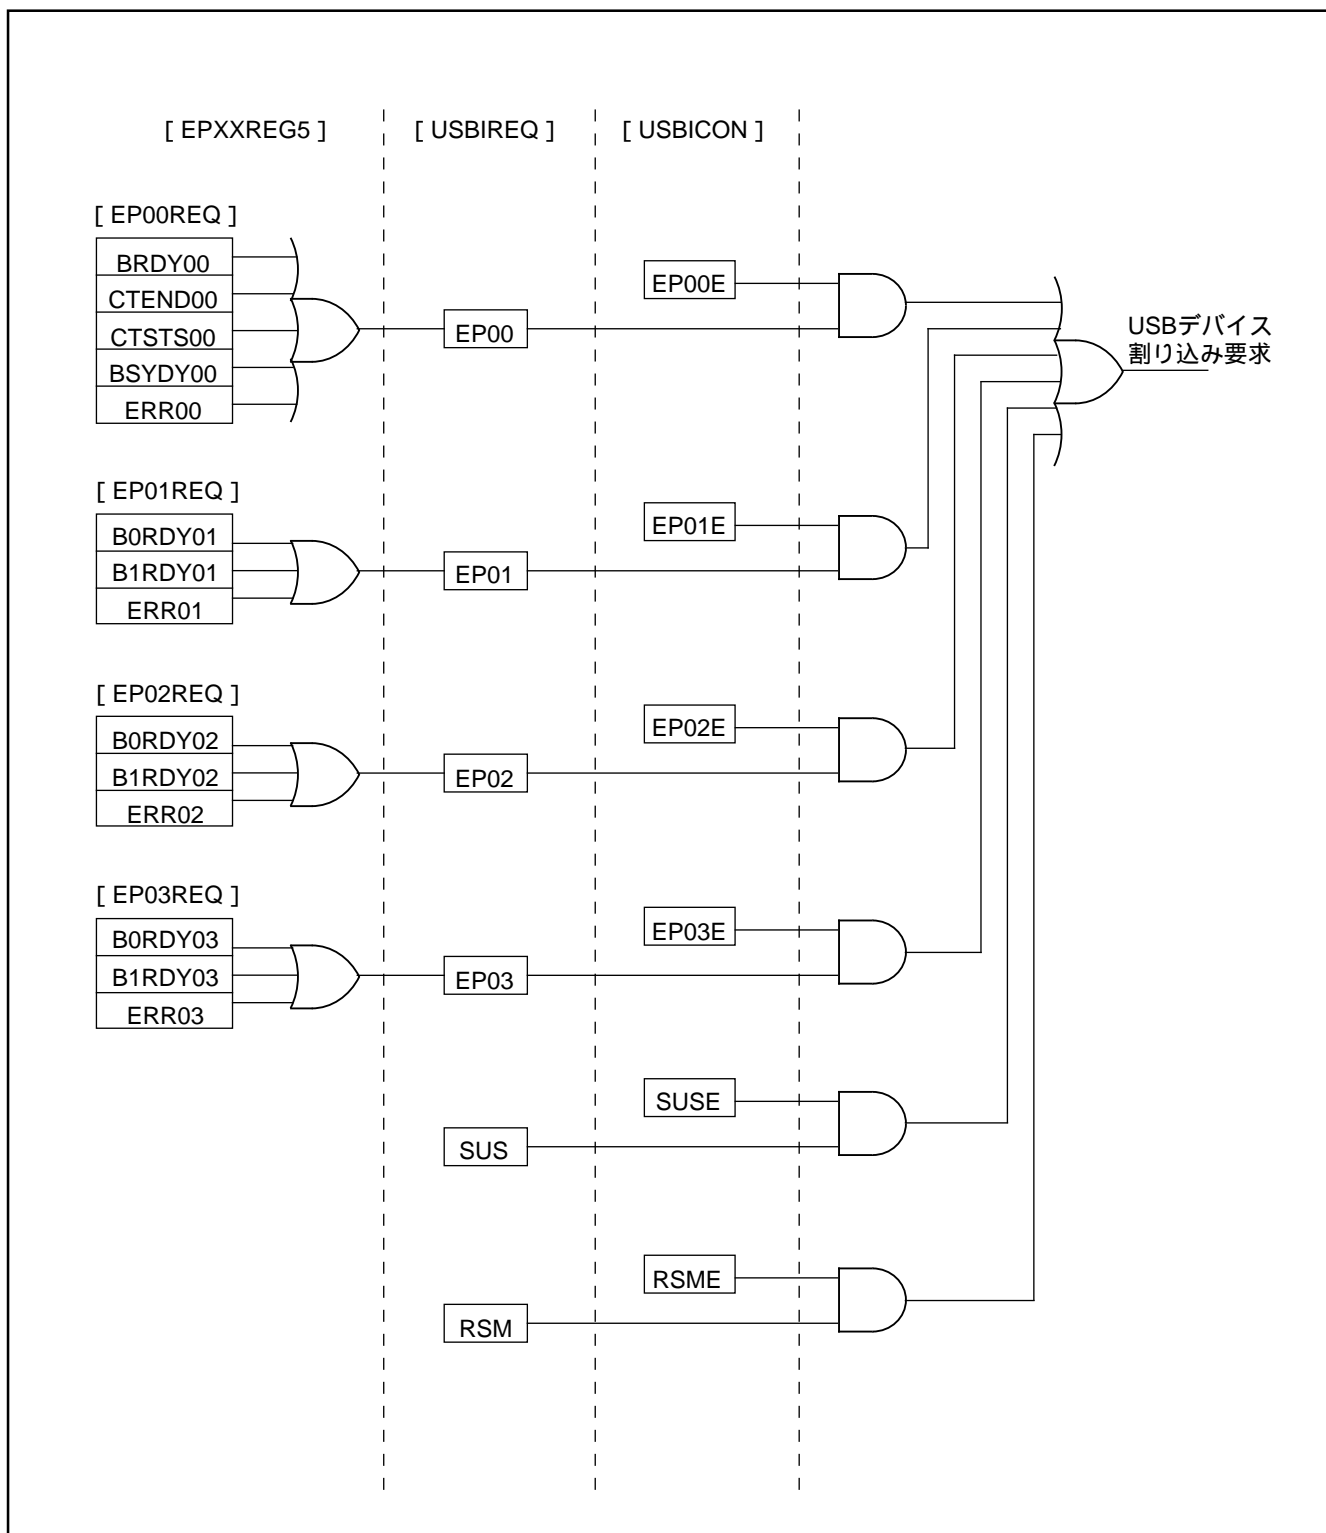 [ EPXXREG5 ]
[ USBIREQ ]
[ USBICON ]
[ EP00REQ ]
BRDY00
CTEND00
CTSTS00
BSYDY00
ERR00
EP00
EP00E
USBデバイス
割り込み要求
[ EP01REQ ]
B0RDY01
B1RDY01
ERR01
EP01
EP01E
[ EP02REQ ]
B0RDY02
B1RDY02
ERR02
EP02
EP02E
[ EP03REQ ]
B0RDY03
B1RDY03
ERR03
EP03
EP03E
SUSE
SUS
RSME
RSM